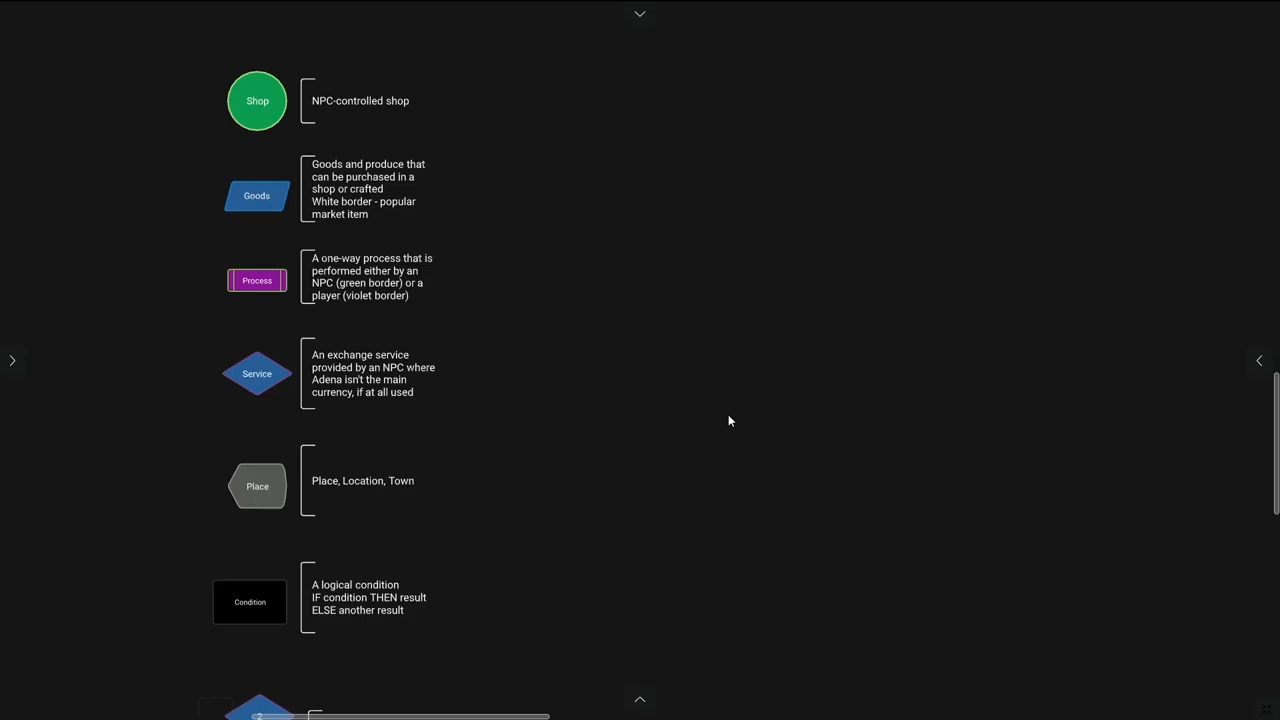 Shop
NPC-controlled shop
Goods
Goods and produce that
can be purchased in a
shop or crafted
White border - popular
market item
Process
A one-way process that is
performed either by an
NPC (green border) or a
player (violet border)
Service
An exchange service
provided by an NPC where
Adena isn't the main
currency, if at all used
Place
Place, Location, Town
Condition
A logical condition
IF condition THEN result
ELSE another result
2